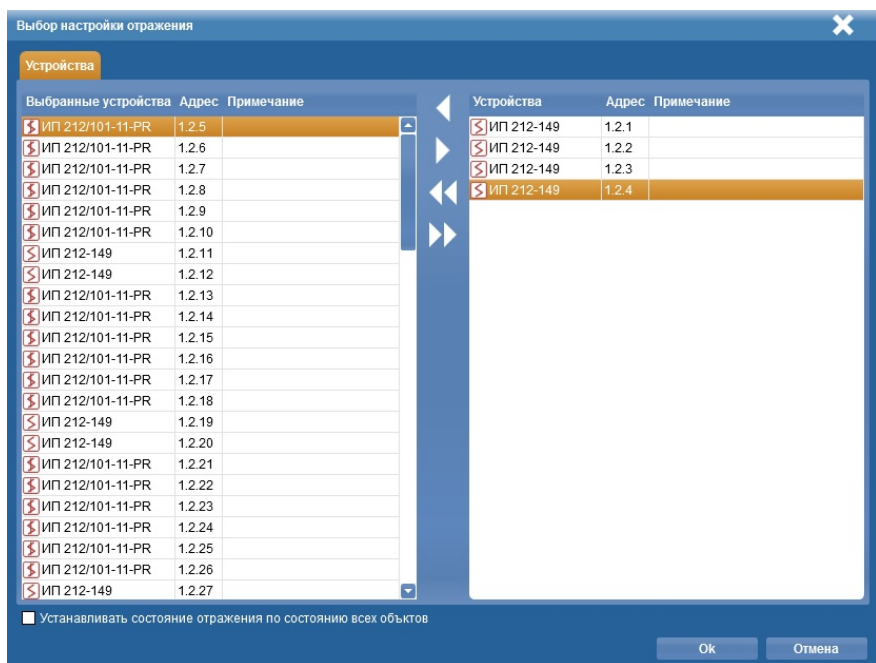 Выбор настройки отражения
Устройства
Выбранные устройства Адрес Примечание
ИП 212/101-11-PR 1.2.5
ИП 212/101-11-PR 1.2.6
ИП 212/101-11-PR 1.2.7
ИП 212/101-11-PR 1.2.8
ИП 212/101-11-PR 1.2.9
ИП 212/101-11-PR 1.2.10
ИП 212-149 1.2.11
ИП 212-149 1.2.12
ИП 212/101-11-PR 1.2.13
ИП 212/101-11-PR 1.2.14
ИП 212/101-11-PR 1.2.15
ИП 212/101-11-PR 1.2.16
ИП 212/101-11-PR 1.2.17
ИП 212/101-11-PR 1.2.18
ИП 212-149 1.2.19
ИП 212-149 1.2.20
ИП 212/101-11-PR 1.2.21
ИП 212/101-11-PR 1.2.22
ИП 212/101-11-PR 1.2.23
ИП 212/101-11-PR 1.2.24
ИП 212/101-11-PR 1.2.25
ИП 212/101-11-PR 1.2.26
ИП 212-149 1.2.27
Устройства Адрес Примечание
ИП 212-149 1.2.1
ИП 212-149 1.2.2
ИП 212-149 1.2.3
ИП 212-149 1.2.4
Устанавливать состояние отражения по состоянию всех объктов
Ok Отмена